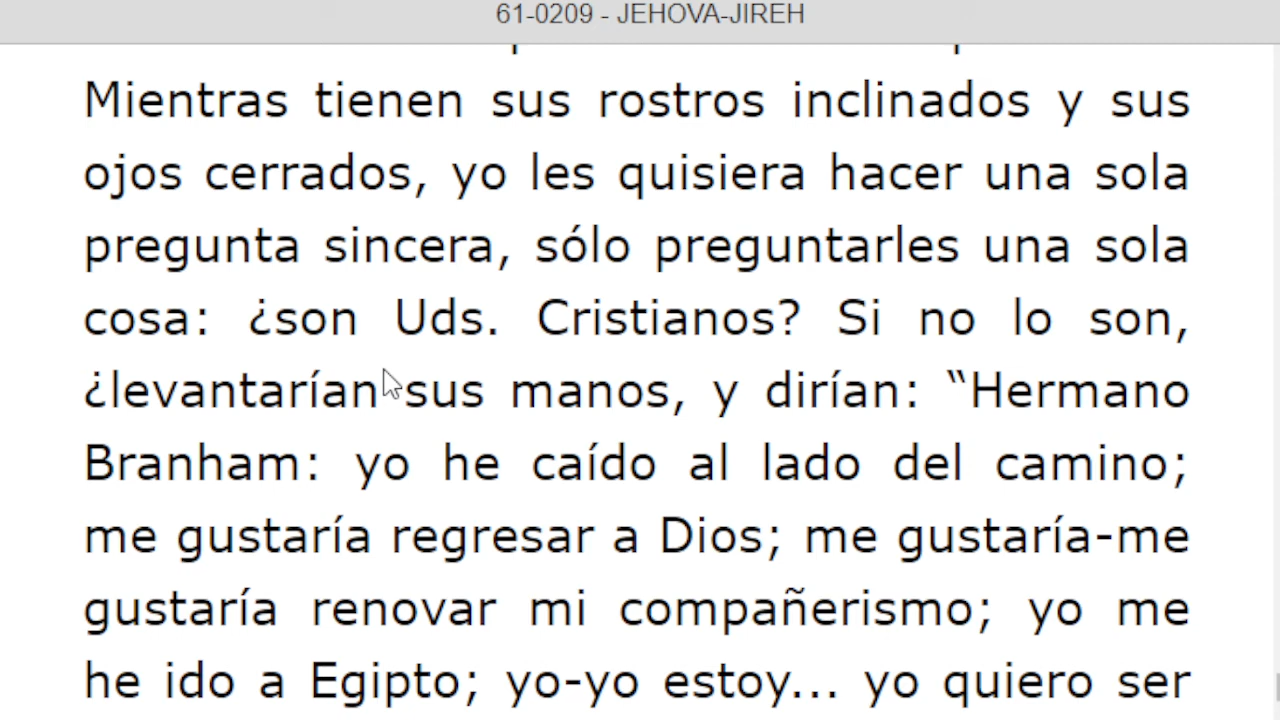 61-0209 - JEHOVA-JIREH
Mientras tienen sus rostros inclinados y sus
ojos cerrados, yo les quisiera hacer una sola
pregunta sincera, sólo preguntarles una sola
cosa: ¿son Uds. Cristianos? Si no lo son,
¿levantarían sus manos, y dirían: “Hermano
Branham: yo he caído al lado del camino;
me gustaría regresar a Dios; me gustaría-me
gustaría renovar mi compañerismo; yo me
he ido a Egipto; yo-yo estoy... yo quiero ser